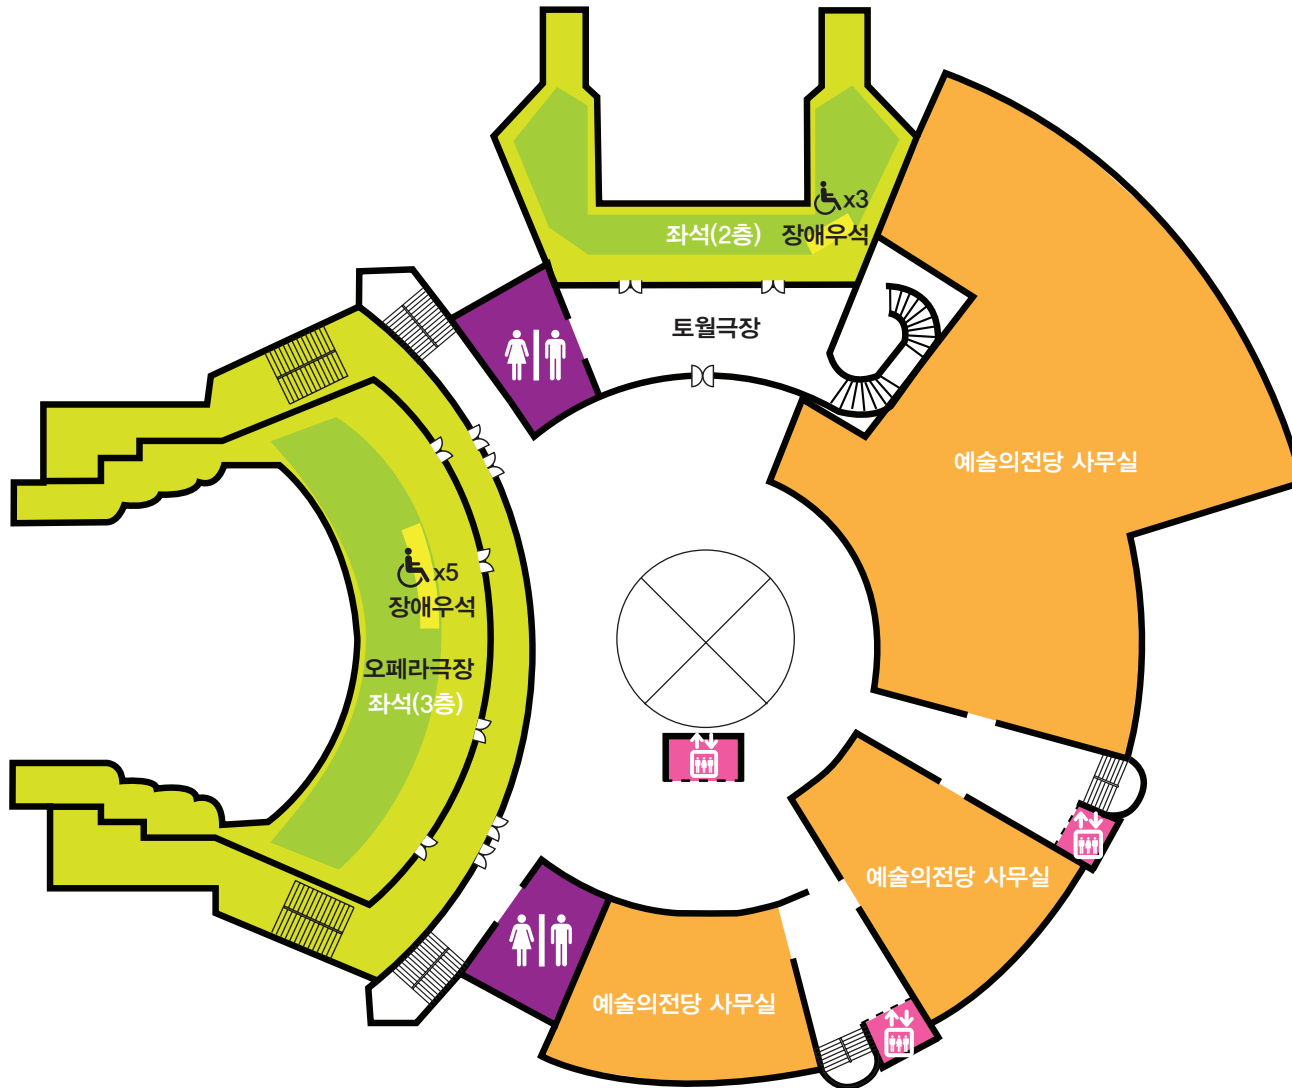 x3
좌석(2층) 장애우석
토월극장
예술의전당 사무실
x5
장애우석
오페라극장
좌석(3층)
예술의전당 사무실
예술의전당 사무실